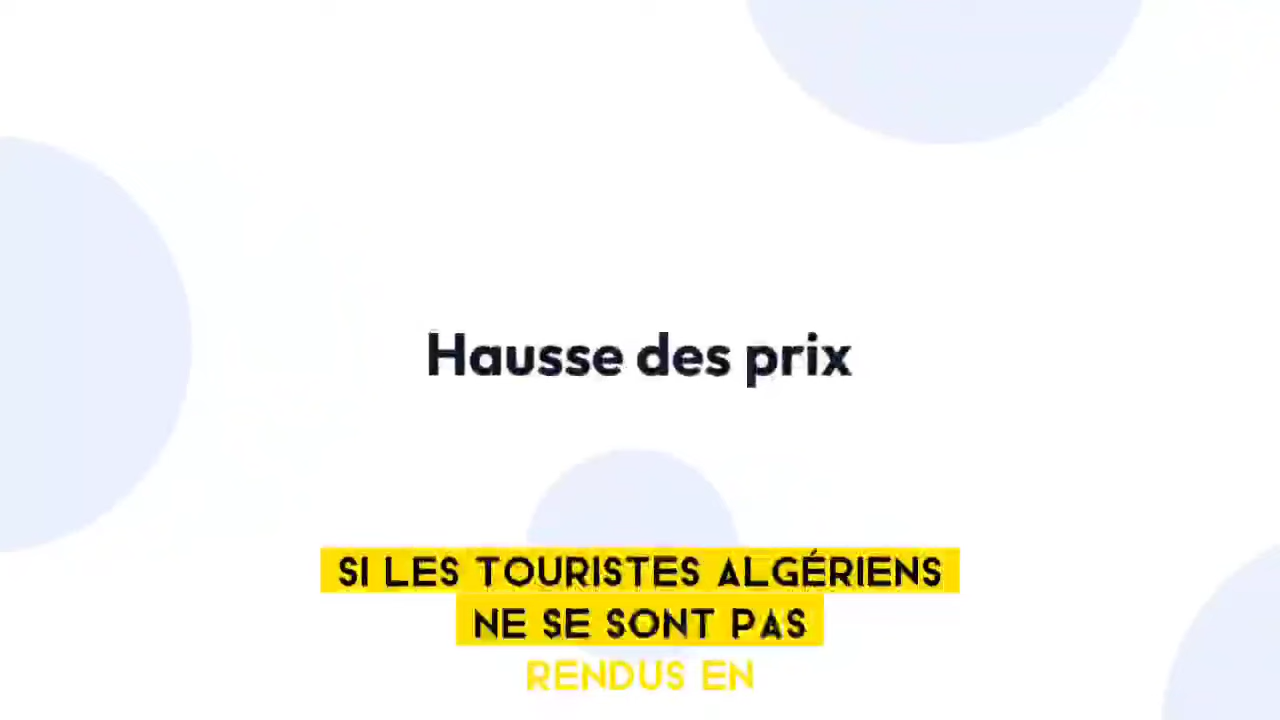 Hausse des prix
SI LES TOURISTES ALGÉRIENS
NE SE SONT PAS
RENDUS EN